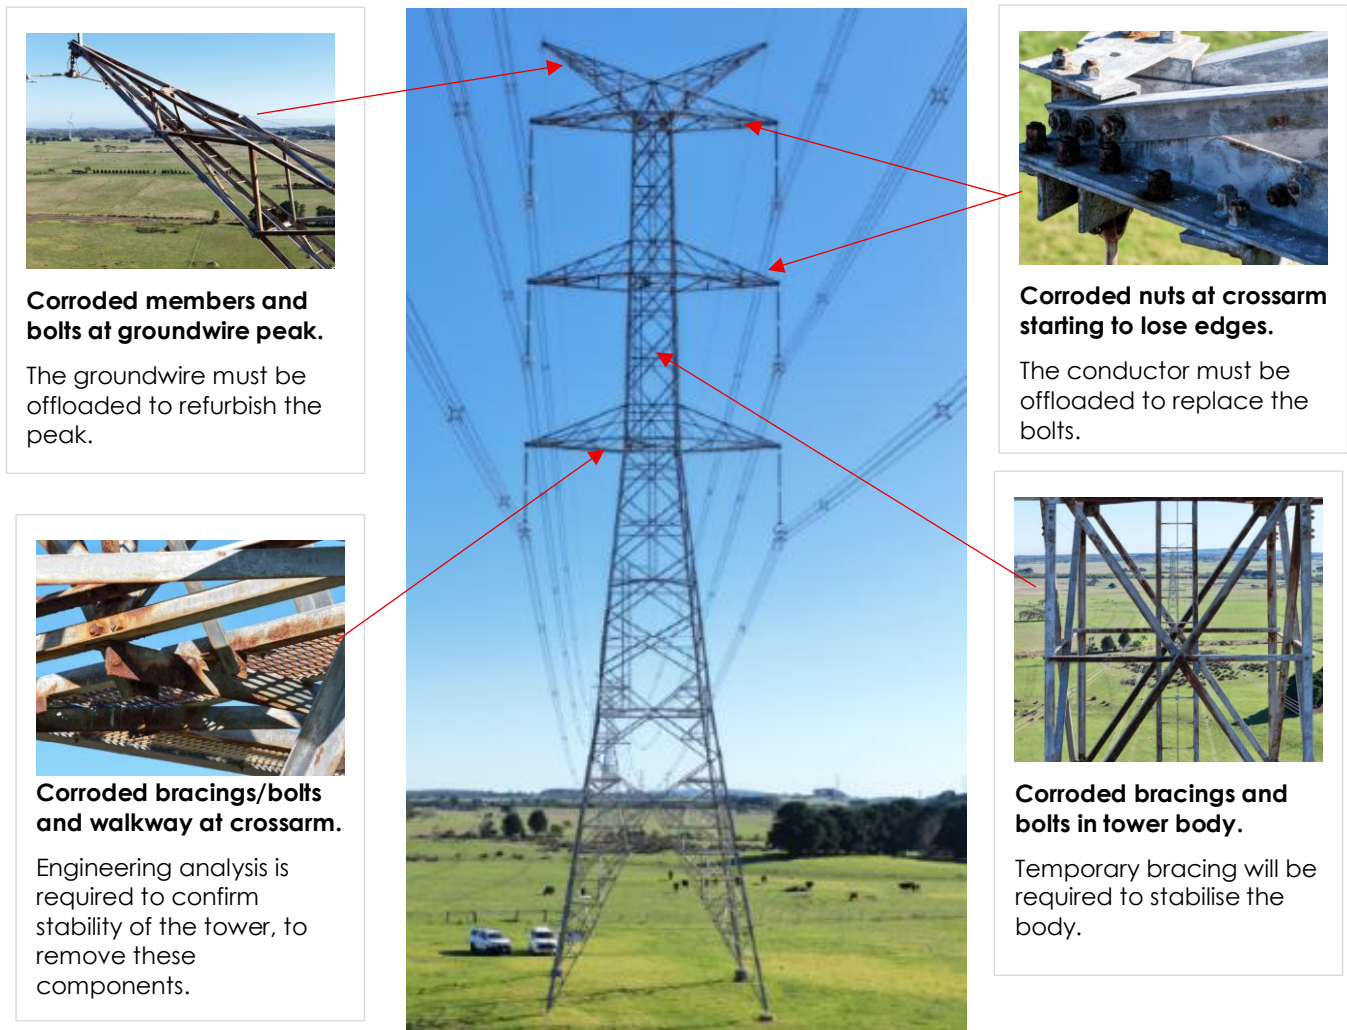 Corroded members and
bolts at groundwire peak.
The groundwire must be
offloaded to refurbish the
peak.
Corroded nuts at crossarm
starting to lose edges.
The conductor must be
offloaded to replace the
bolts.
Corroded bracings/bolts
and walkway at crossarm.
Engineering analysis is
required to confirm
stability of the tower, to
remove these
components.
Corroded bracings and
bolts in tower body.
Temporary bracing will be
required to stabilise the
body.